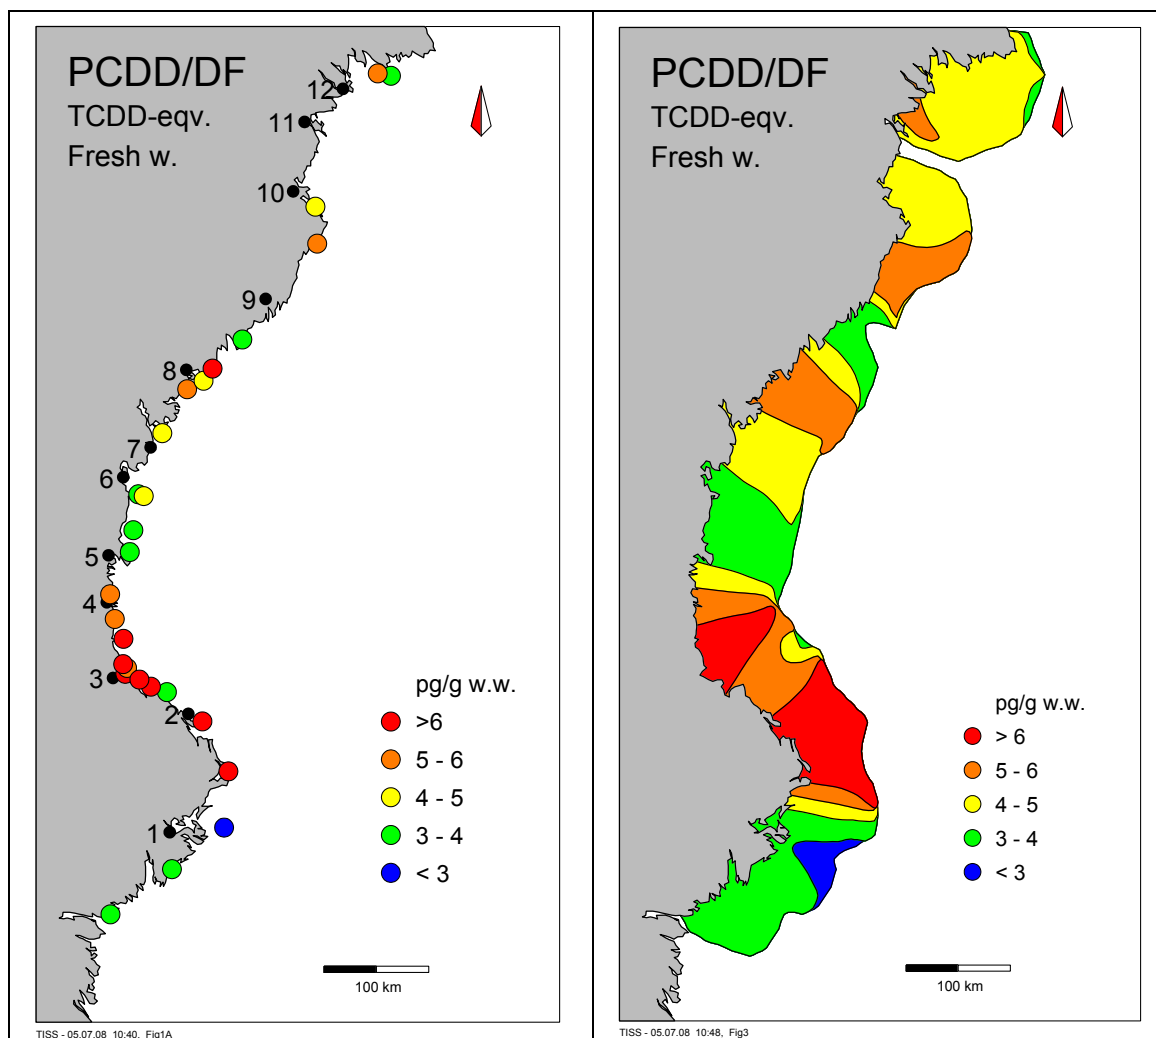 PCDD/DF
TCDD-eqv.
Fresh w.
12
11
10
9
8
7
6
5
4
3
2
1
pg/g w.w.
>6
5 - 6
4 - 5
3 - 4
< 3
100 km
TISS - 05.07.08 10:40, Fig1A
PCDD/DF
TCDD-eqv.
Fresh w.
pg/g w.w.
> 6
5 - 6
4 - 5
3 - 4
< 3
100 km
TISS - 05.07.08 10:48, Fig3